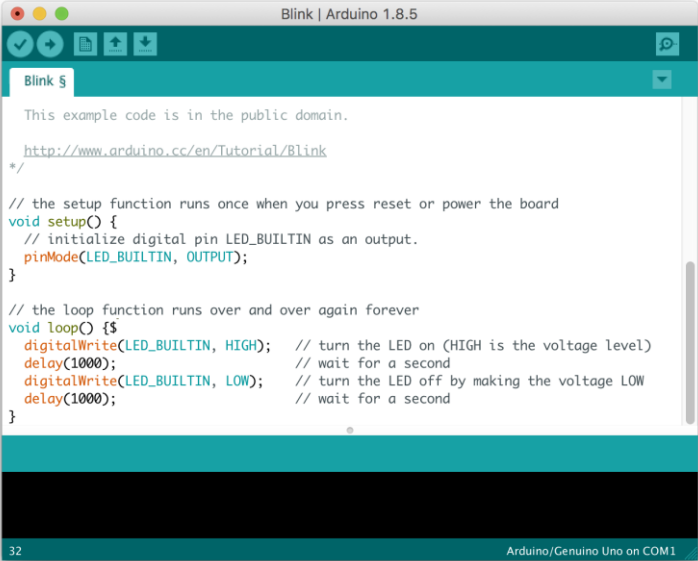 Blink | Arduino 1.8.5
Blink §
This example code is in the public domain.
http://www.arduino.cc/en/Tutorial/Blink
*/
// the setup function runs once when you press reset or power the board
void setup() {
  // initialize digital pin LED_BUILTIN as an output.
  pinMode(LED_BUILTIN, OUTPUT);
}
// the loop function runs over and over again forever
void loop() {$
  digitalWrite(LED_BUILTIN, HIGH);   // turn the LED on (HIGH is the voltage level)
  delay(1000);                       // wait for a second
  digitalWrite(LED_BUILTIN, LOW);    // turn the LED off by making the voltage LOW
  delay(1000);                       // wait for a second
}
32 Arduino/Genuino Uno on COM1